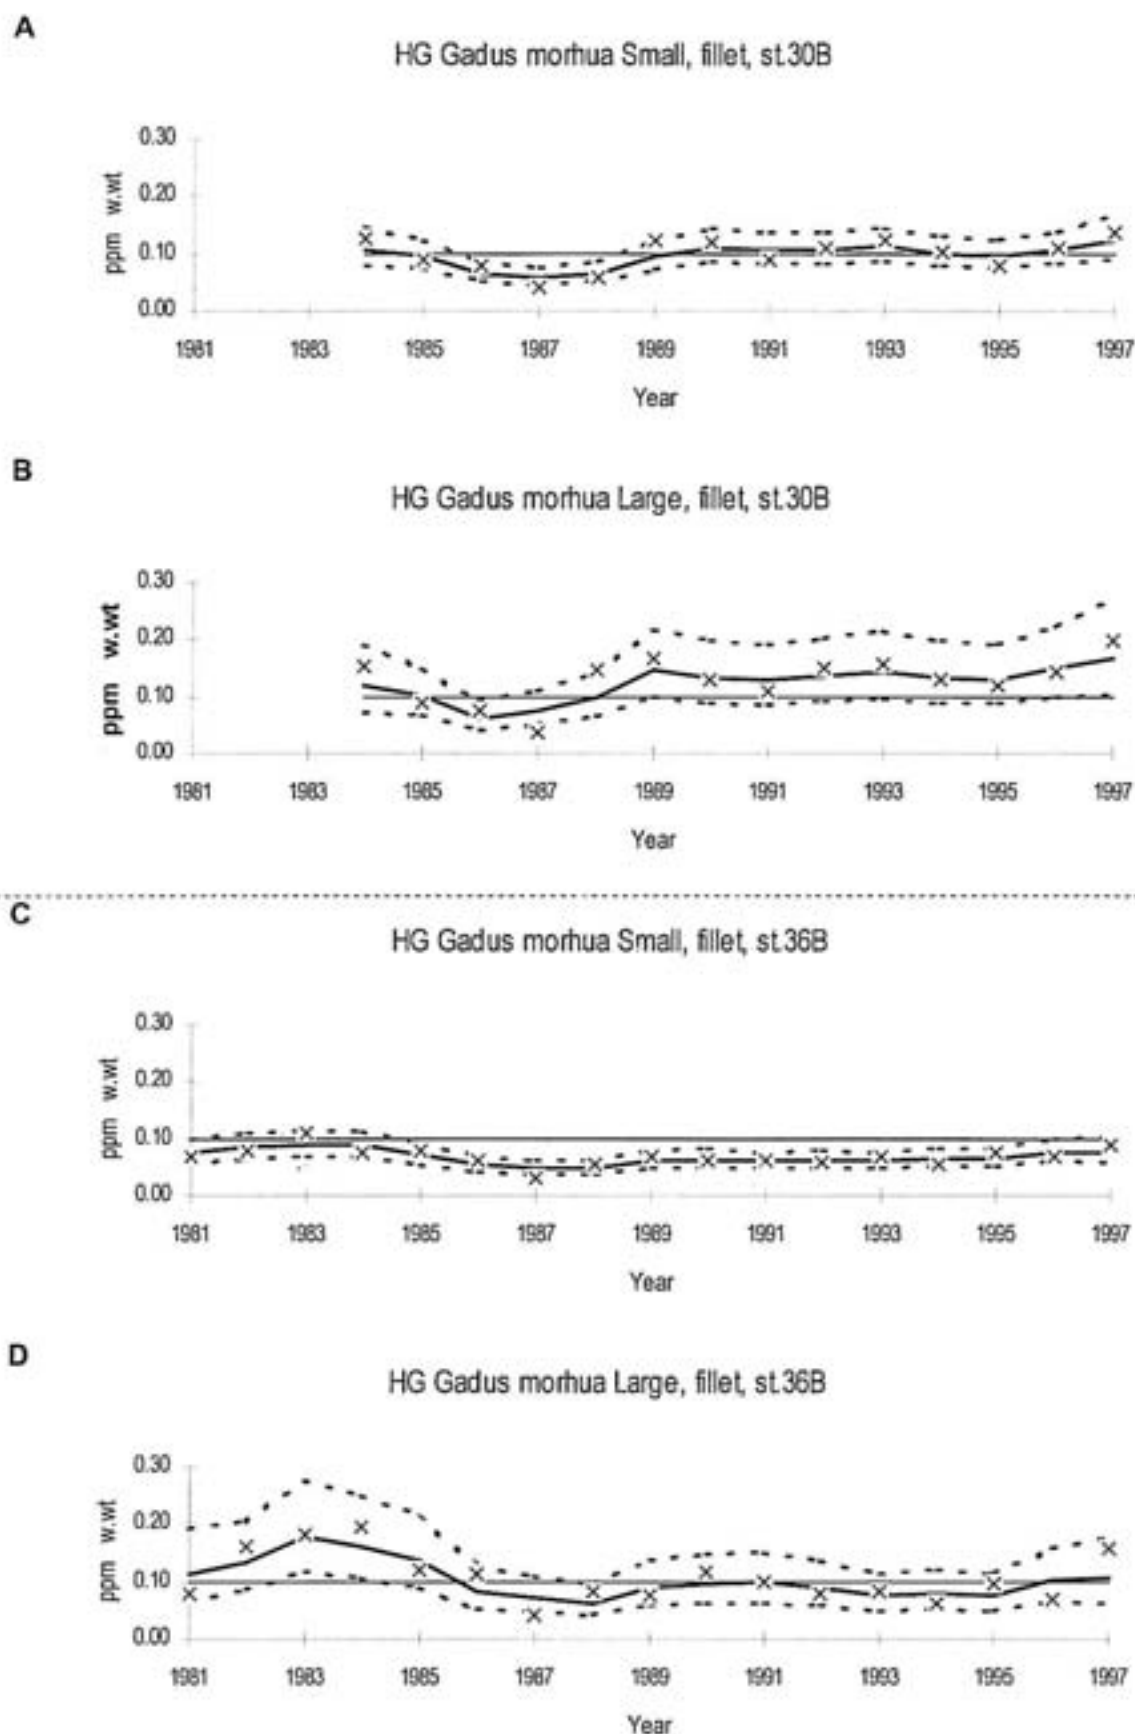 A
HG Gadus morhua Small, fillet, st.30B
ppm w.wt
0.30
0.20
0.10
0.00
1981 1983 1985 1987 1989 1991 1993 1995 1997
Year
B
HG Gadus morhua Large, fillet, st.30B
ppm w.wt
0.30
0.20
0.10
0.00
1981 1983 1985 1987 1989 1991 1993 1995 1997
Year
C
HG Gadus morhua Small, fillet, st.36B
ppm w.wt
0.30
0.20
0.10
0.00
1981 1983 1985 1987 1989 1991 1993 1995 1997
Year
D
HG Gadus morhua Large, fillet, st.36B
ppm w.wt
0.30
0.20
0.10
0.00
1981 1983 1985 1987 1989 1991 1993 1995 1997
Year